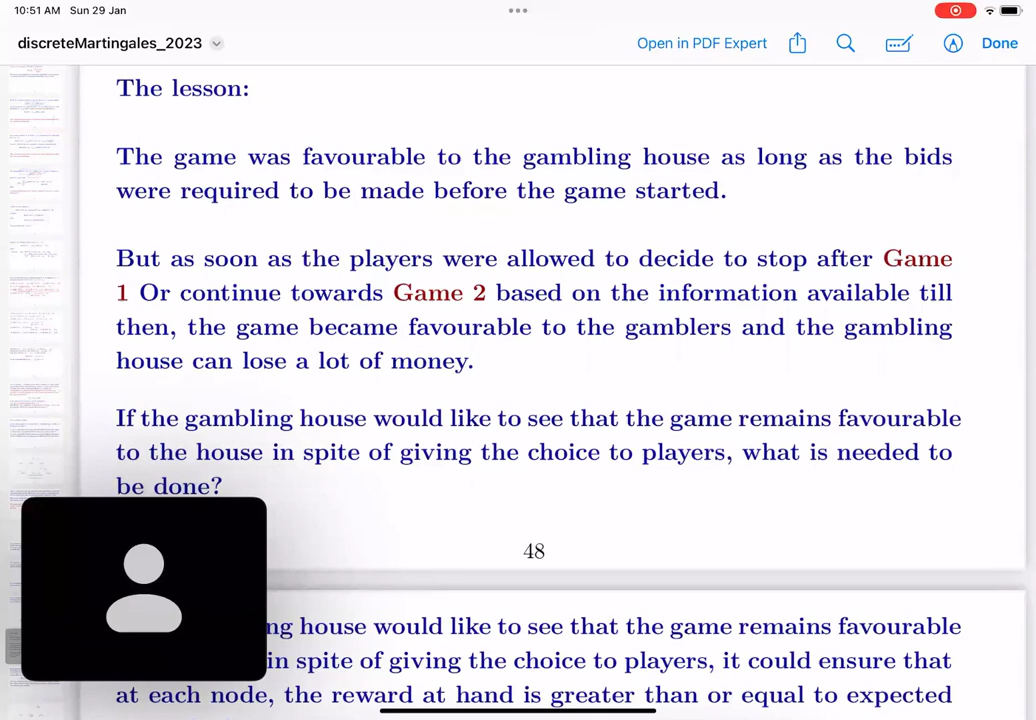 10:51 AM Sun 29 Jan
discreteMartingales_2023
Open in PDF Expert
Done
The lesson:
The game was favourable to the gambling house as long as the bids
were required to be made before the game started.
But as soon as the players were allowed to decide to stop after Game
1 Or continue towards Game 2 based on the information available till
then, the game became favourable to the gamblers and the gambling
house can lose a lot of money.
If the gambling house would like to see that the game remains favourable
to the house in spite of giving the choice to players, what is needed to
be done?
48
ng house would like to see that the game remains favourable
in spite of giving the choice to players, it could ensure that
at each node, the reward at hand is greater than or equal to expected